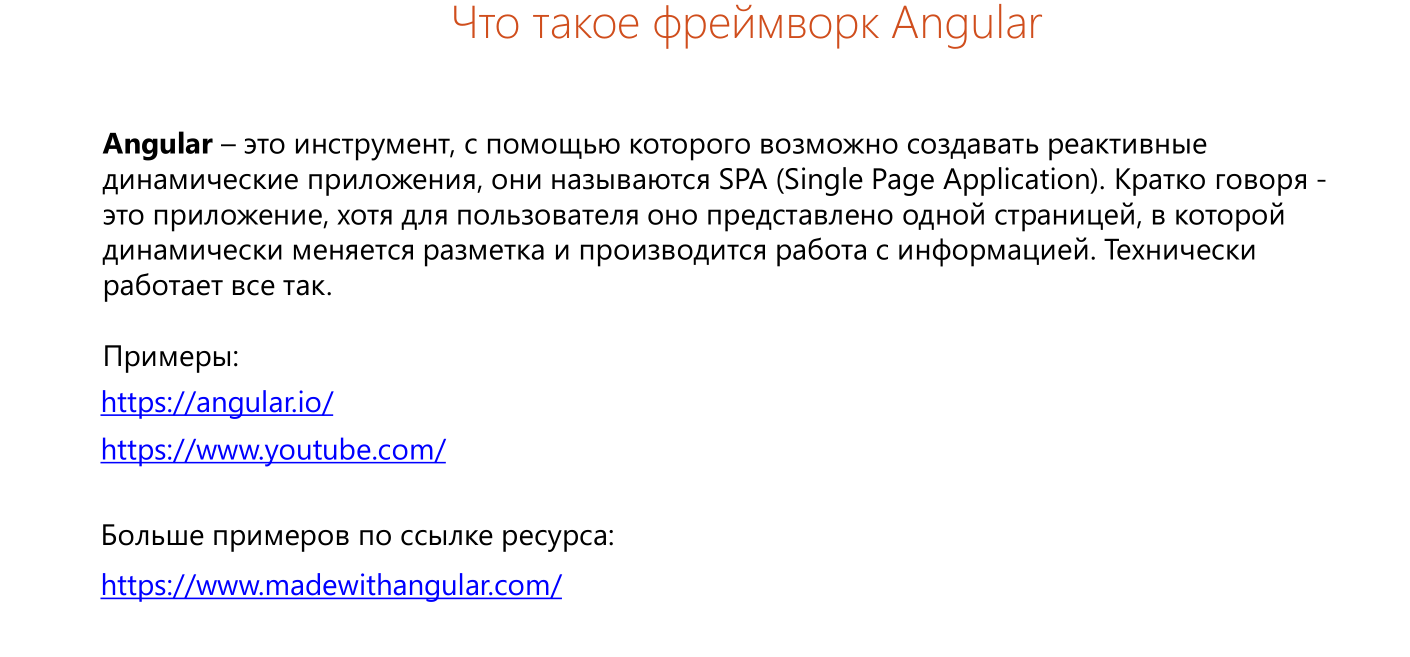 Что такое фреймворк Angular
Angular – это инструмент, с помощью которого возможно создавать реактивные
динамические приложения, они называются SPA (Single Page Application). Кратко говоря -
это приложение, хотя для пользователя оно представлено одной страницей, в которой
динамически меняется разметка и производится работа с информацией. Технически
работает все так.
Примеры:
https://angular.io/
https://www.youtube.com/
Больше примеров по ссылке ресурса:
https://www.madewithangular.com/